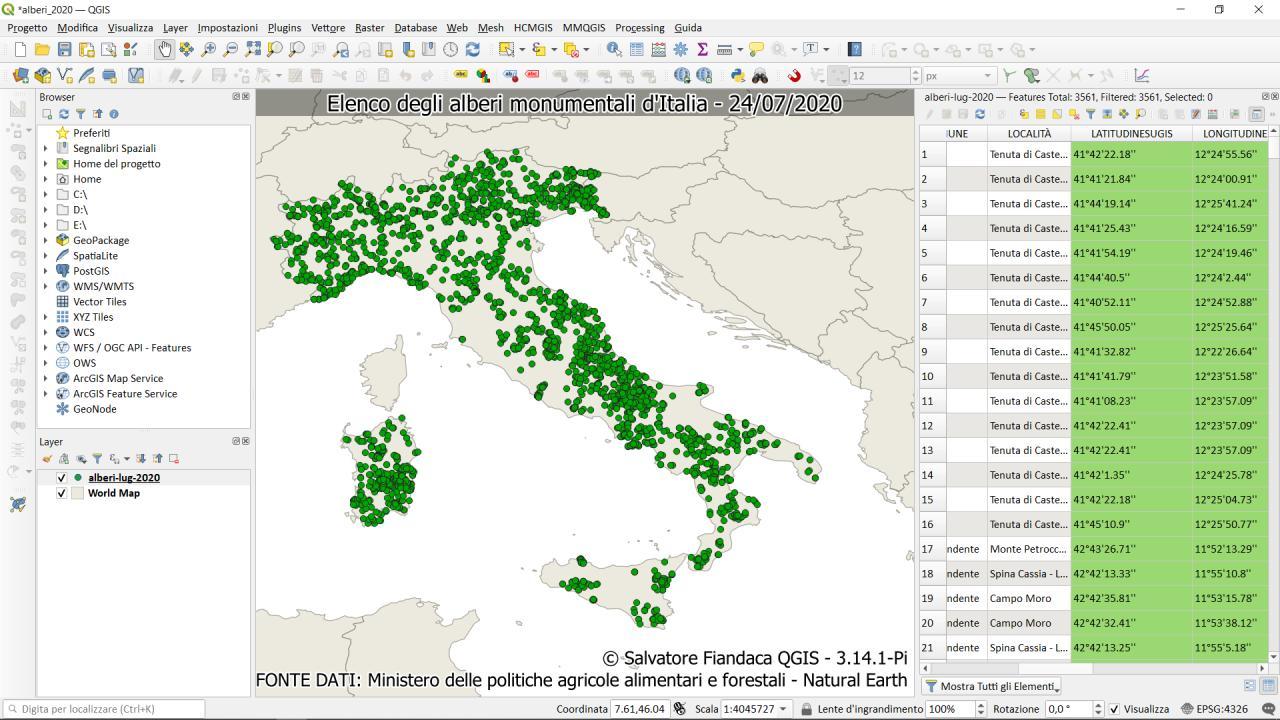 *alberi_2020 — QGIS
Progetto Modifica Visualizza Layer Impostazioni Plugins Vettore Raster Database Web Mesh HCMGIS MMQGIS Processing Guida
abc abc abc 12 px
Browser
Preferiti
Segnalibri Spaziali
Home del progetto
Home
C:\
D:\
E:\
GeoPackage
SpatiaLite
PostGIS
WMS/WMTS
Vector Tiles
XYZ Tiles
WCS
WFS / OGC API - Features
OWS
ArcGIS Map Service
ArcGIS Feature Service
GeoNode
Layer
alberi-lug-2020
World Map
Elenco degli alberi monumentali d'Italia - 24/07/2020
© Salvatore Fiandaca QGIS - 3.14.1-Pi
FONTE DATI: Ministero delle politiche agricole alimentari e forestali - Natural Earth
alberi-lug-2020 — Features Total: 3561, Filtered: 3561, Selected: 0
IUNE LOCALITÀ LATITUDINESUGIS LONGITUDINE
1 Tenuta di Caste... 41°42'22.18'' 12°24'55.56''
2 Tenuta di Caste... 41°41'21.84'' 12°24'00.91''
3 Tenuta di Caste... 41°44'19.14'' 12°25'41.24''
4 Tenuta di Caste... 41°41'25.43'' 12°24'16.59''
5 Tenuta di Caste... 41°41'54.19'' 12°24'19.46''
6 Tenuta di Caste... 41°44'40.5'' 12°24'2.44''
7 Tenuta di Caste... 41°40'52.11'' 12°24'52.88''
8 Tenuta di Caste... 41°45'50.05'' 12°25'25.64''
9 Tenuta di Caste... 41°41'32.82'' 12°22'26.64''
10 Tenuta di Caste... 41°41'41.79'' 12°23'51.58''
11 Tenuta di Caste... 41°41'08.23'' 12°23'57.09''
12 Tenuta di Caste... 41°42'22.41'' 12°23'57.09''
13 Tenuta di Caste... 41°42'22.41'' 12°23'57.09''
14 Tenuta di Caste... 41°42'1.35'' 12°24'25.78''
15 Tenuta di Caste... 41°42'22.18'' 12°25'04.73''
16 Tenuta di Caste... 41°45'10.9'' 12°25'50.77''
17 ndente Monte Petrocc... 42°43'26.71'' 11°52'13.29''
18 ndente Spina Cassia - L... 42°42'13.33'' 11°55'10.8''
19 ndente Campo Moro 42°42'35.81'' 11°53'15.78''
20 ndente Campo Moro 42°42'32.41'' 11°53'38.12''
21 ndente Spina Cassia - L... 42°42'13.25'' 11°55'5.18''
Mostra Tutti gli Elementi
Digita per localizzare (Ctrl+K) Coordinata 7.61,46.04 Scala 1:4045727 Lente d'ingrandimento 100% Rotazione 0,0 ° Visualizza EPSG:4326